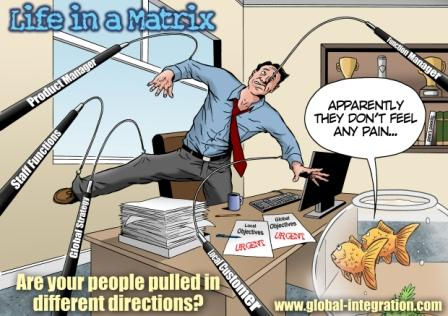 Life in a Matrix
Product Manager
Function Manager
Staff Functions
Global Strategy
Local Customer
APPARENTLY
THEY DON'T FEEL
ANY PAIN...
Local
Objectives
URGENT
Global
Objectives
URGENT
Are your people pulled in
different directions?
www.global-integration.com